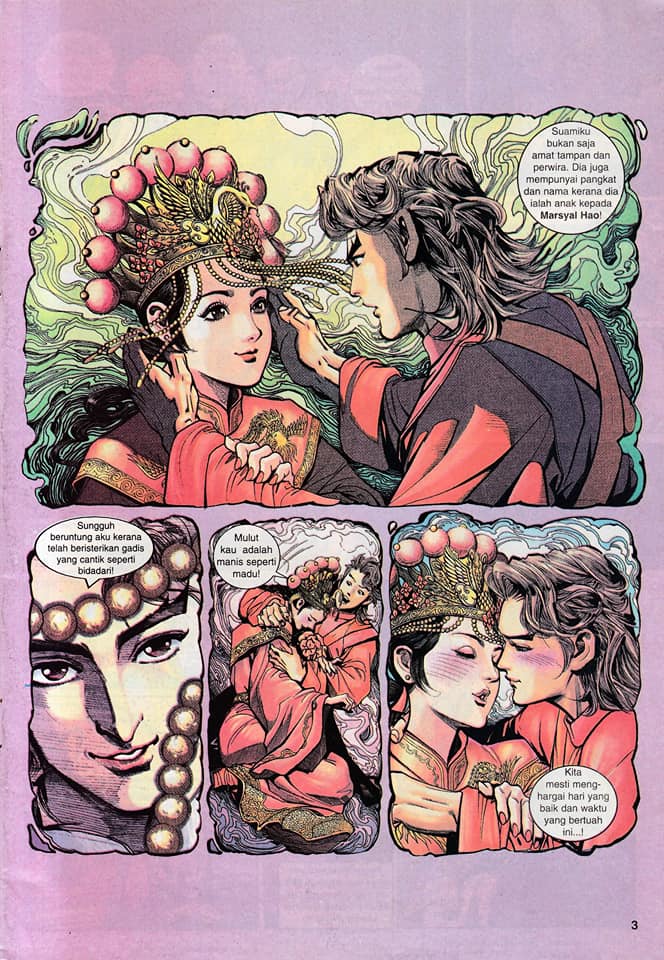 Suamiku
bukan saja
amat tampan dan
perwira. Dia juga
mempunyai pangkat
dan nama kerana dia
ialah anak kepada
Marsyal Hao!
Sungguh
beruntung aku kerana
telah beristerikan gadis
yang cantik seperti
bidadari!
Mulut
kau adalah
manis seperti
madu!
Kita
mesti meng-
hargai hari yang
baik dan waktu
yang bertuah
ini...!
3